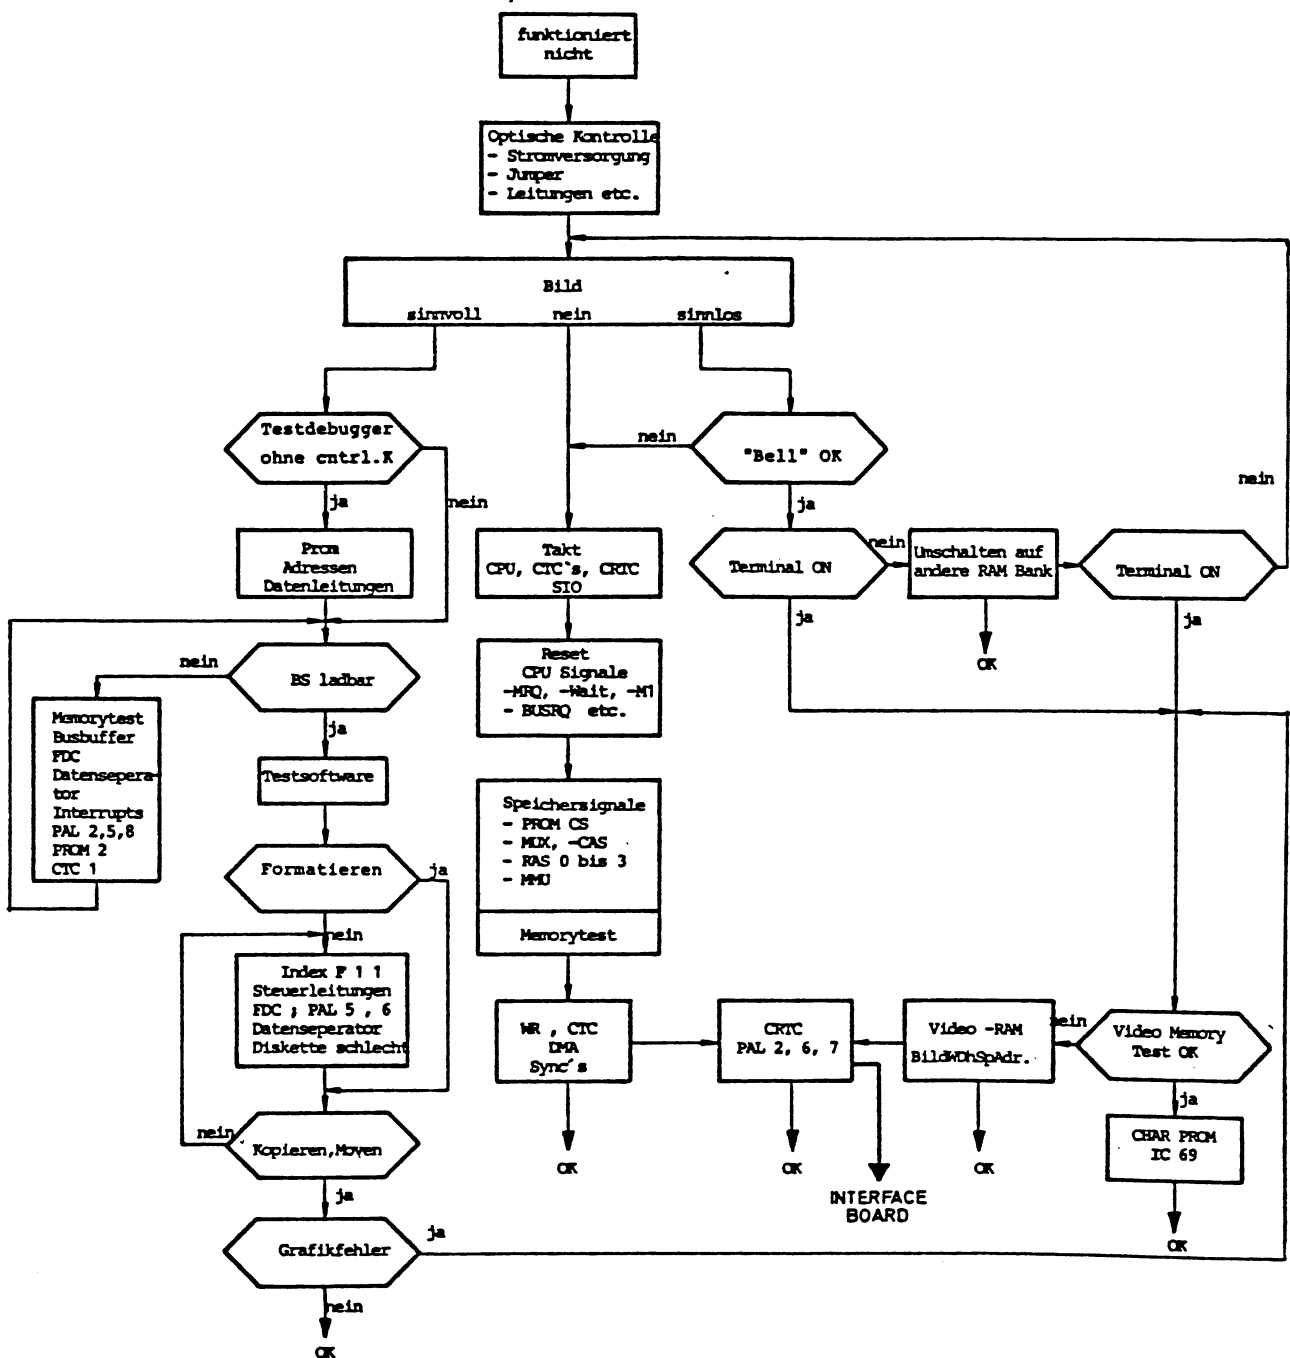 funktioniert
nicht
Optische Kontrolle
- Stromversorgung
- Jumper
- Leitungen etc.
Bild
sinnvoll
nein
sinnlos
Testdebugger
ohne cntrl.K
ja
nein
Prom
Adressen
Datenleitungen
nein
BS ladbar
Memorytest
Busbuffer
FDC
Datensepera-
tor
Interrupts
PAL 2,5,8
PROM 2
CTC 1
ja
Testsoftware
Formatieren
ja
nein
Index F 1 1
Steuerleitungen
FDC ; PAL 5 , 6
Datenseperator
Diskette schlecht
nein
Kopieren,Moven
ja
Grafikfehler
ja
nein
OK
Takt
CPU, CTC`s, CRTC
SIO
Reset
CPU Signale
-MRQ, -Wait, -M1
- BUSRQ etc.
Speichersignale
- PROM CS
- MUX, -CAS
- RAS 0 bis 3
- MMU
Memorytest
WR , CTC
DMA
Sync´s
OK
nein
"Bell" OK
ja
Terminal ON
nein
ja
Umschalten auf
andere RAM Bank
OK
Terminal ON
nein
ja
CRTC
PAL 2, 6, 7
OK
INTERFACE
BOARD
Video -RAM
BildWDhSpAdr.
OK
nein
Video Memory
Test OK
ja
CHAR PROM
IC 69
OK